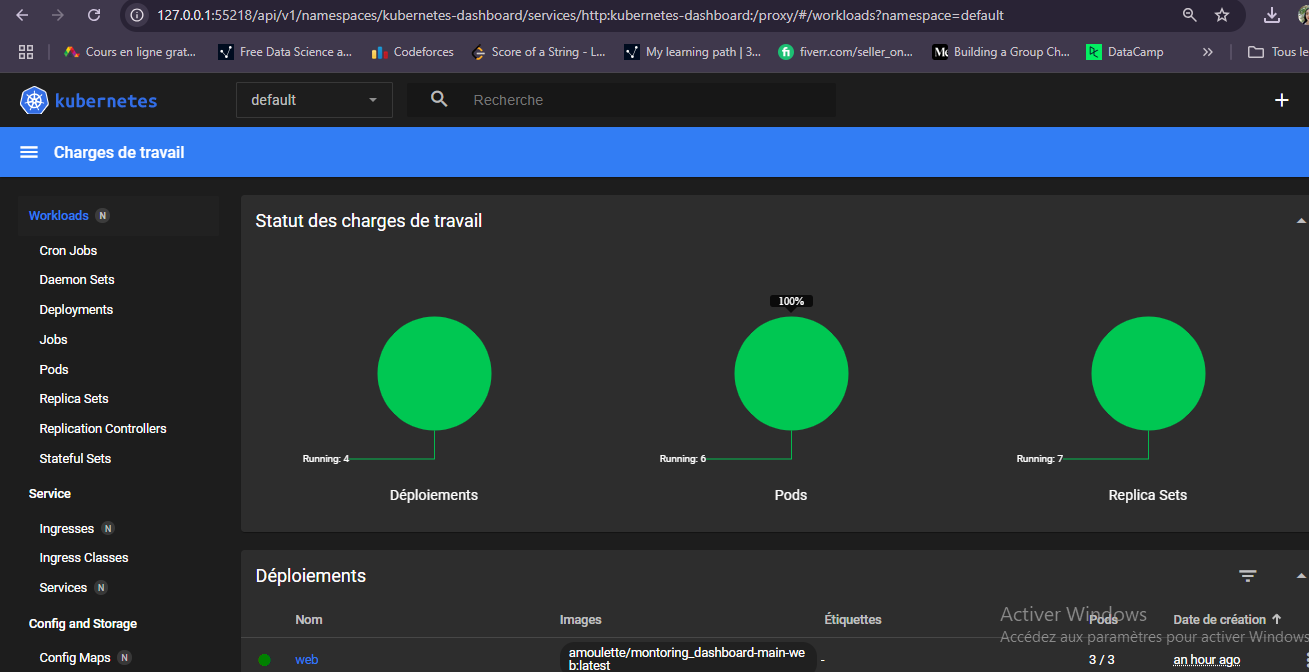 127.0.0.1:55218/api/v1/namespaces/kubernetes-dashboard/services/http:kubernetes-dashboard:/proxy/#/workloads?namespace=default
Cours en ligne grat... Free Data Science a... Codeforces Score of a String - L... My learning path | 3... fiverr.com/seller_on... Building a Group Ch... DataCamp » Tous le
kubernetes default Recherche
Charges de travail
Workloads N
Cron Jobs
Daemon Sets
Deployments
Jobs
Pods
Replica Sets
Replication Controllers
Stateful Sets
Service
Ingresses N
Ingress Classes
Services N
Config and Storage
Config Maps N
Statut des charges de travail
100%
Running: 4 Running: 6 Running: 7
Déploiements Pods Replica Sets
Déploiements
Nom Images Étiquettes Pods Date de création
web amoulette/montoring_dashboard-main-we
b:latest - 3 / 3 an hour ago
Activer Windows
Accédez aux paramètres pour activer Windows